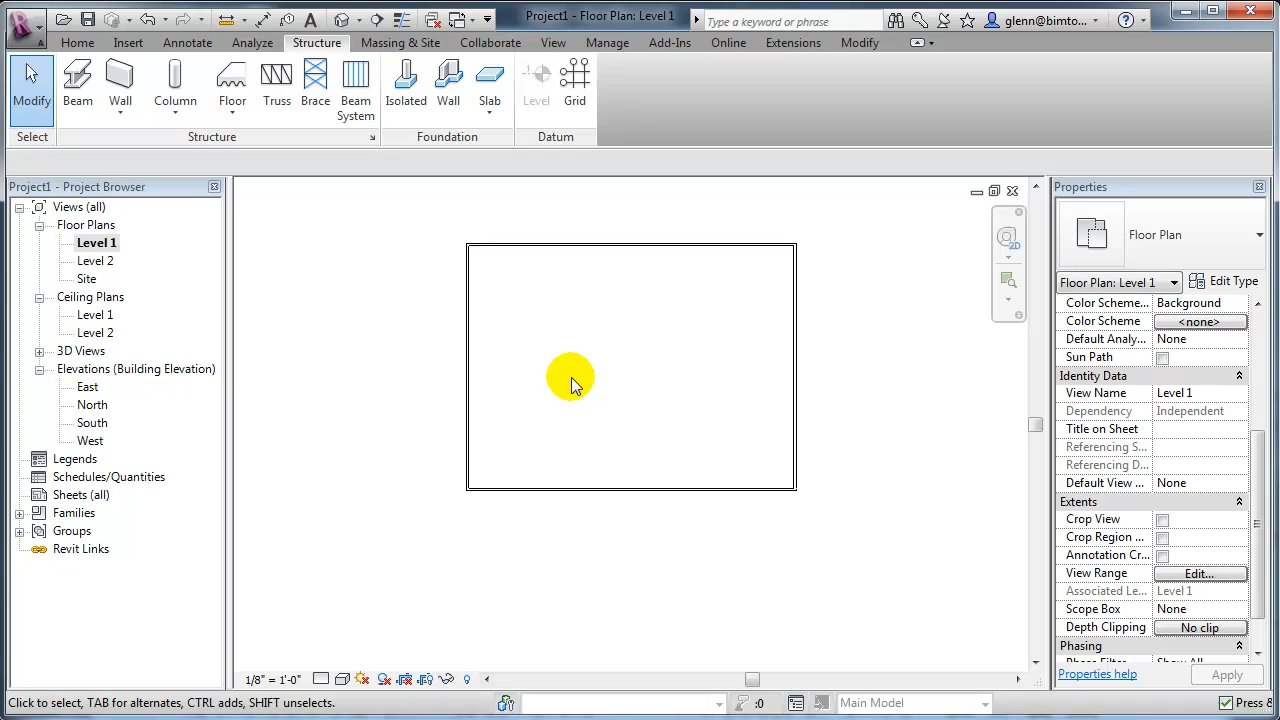 Project1 - Floor Plan: Level 1
Type a keyword or phrase
glenn@bimto...
Home Insert Annotate Analyze Structure Massing & Site Collaborate View Manage Add-Ins Online Extensions Modify
Modify Beam Wall Column Floor Truss Brace Beam System Isolated Wall Slab Level Grid
Select Structure Foundation Datum
Project1 - Project Browser
Views (all)
Floor Plans
Level 1
Level 2
Site
Ceiling Plans
Level 1
Level 2
3D Views
Elevations (Building Elevation)
East
North
South
West
Legends
Schedules/Quantities
Sheets (all)
Families
Groups
Revit Links
2D
Properties
Floor Plan
Floor Plan: Level 1 Edit Type
Color Scheme... Background
Color Scheme <none>
Default Analy... None
Sun Path
Identity Data
View Name Level 1
Dependency Independent
Title on Sheet
Referencing S...
Referencing D...
Default View ... None
Extents
Crop View
Crop Region ...
Annotation Cr...
View Range Edit...
Associated Le... Level 1
Scope Box None
Depth Clipping No clip
Phasing
Phase Filter Show All
Properties help Apply
1/8" = 1'-0"
Click to select, TAB for alternates, CTRL adds, SHIFT unselects. :0 Main Model Press &